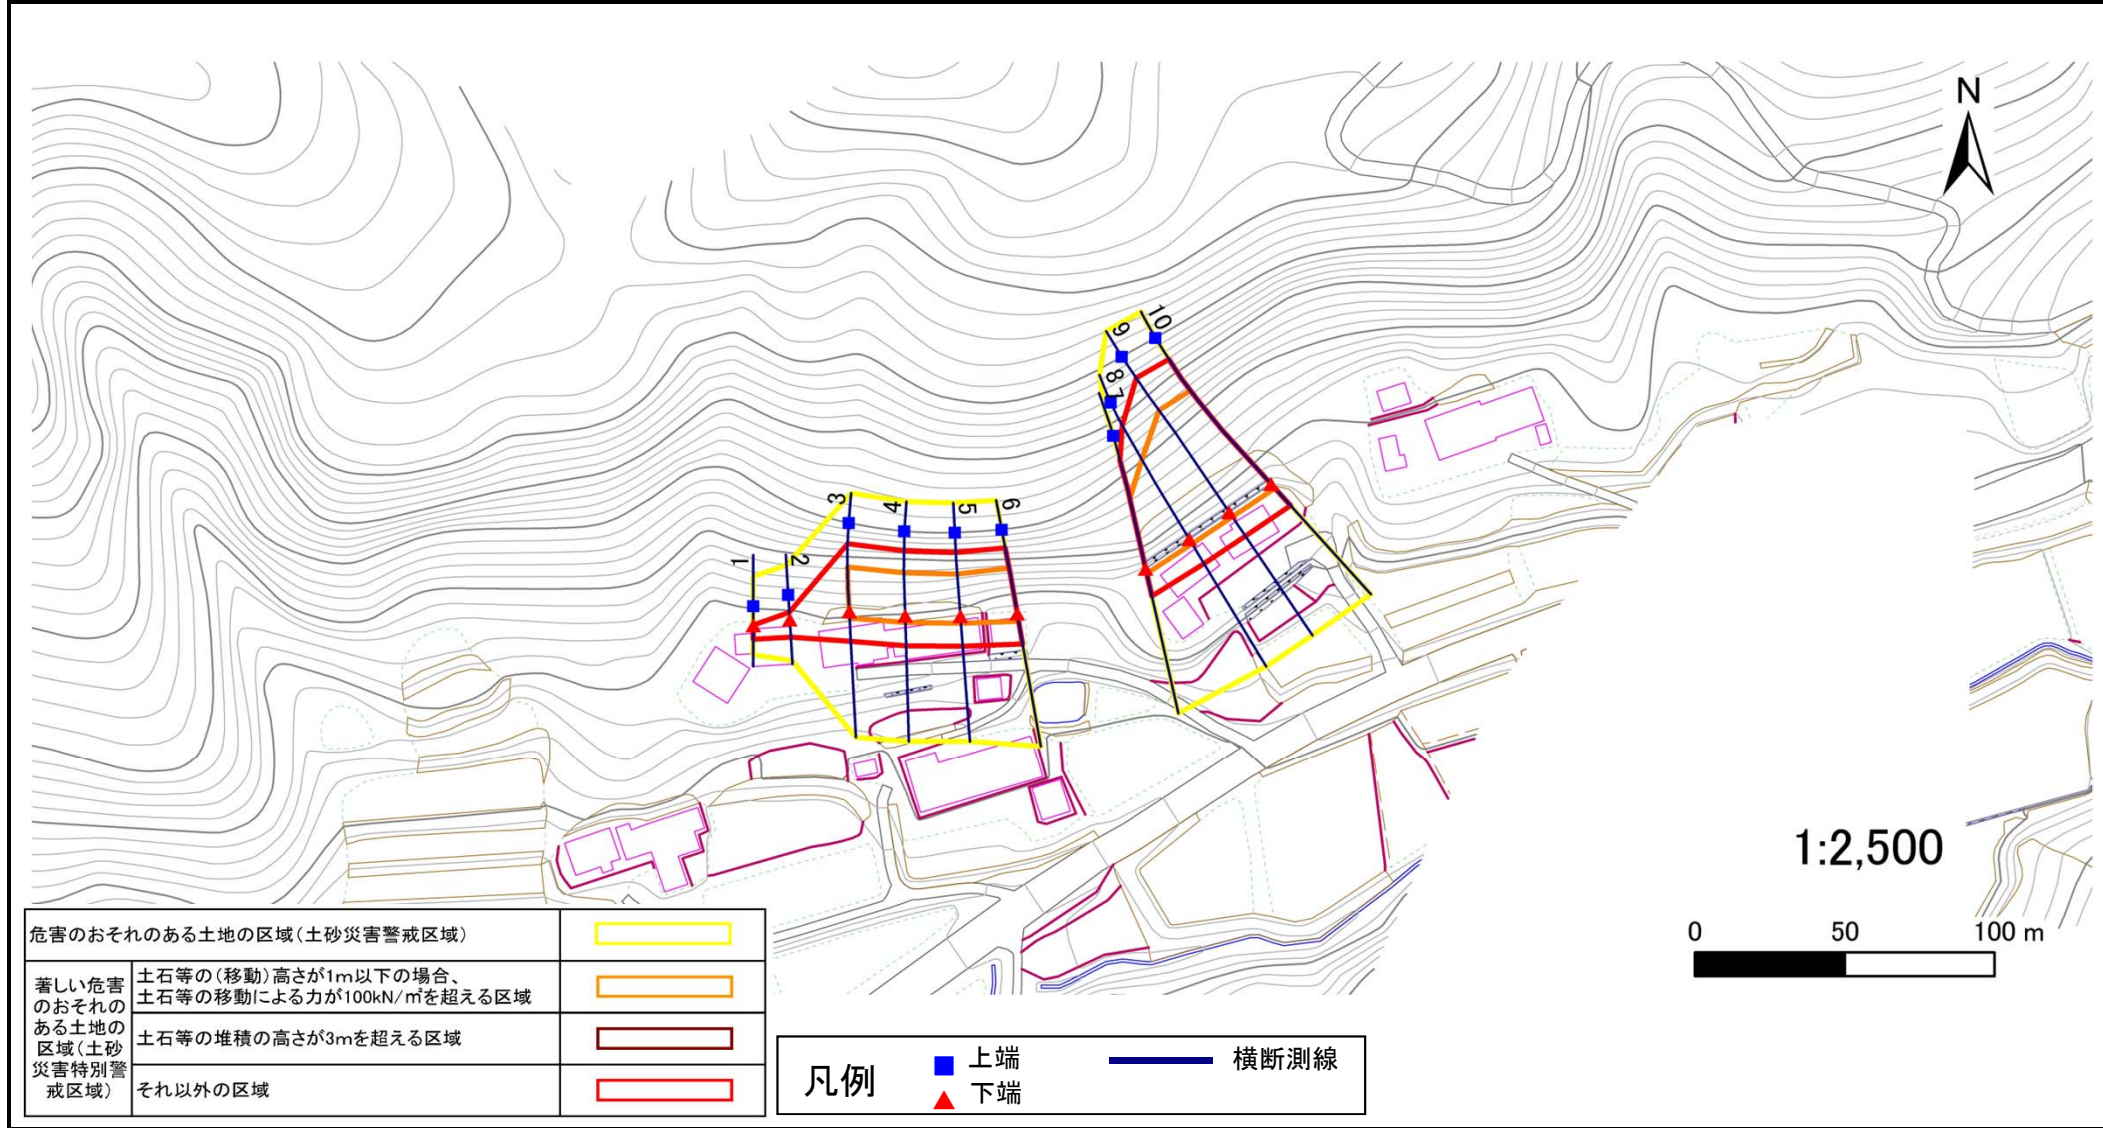 N
10
9
8
7
3
4
5
6
1
2
1:2,500
0 50 100 m
危害のおそれのある土地の区域(土砂災害警戒区域)
著しい危害
のおそれの
ある土地の
区域(土砂
災害特別警
戒区域)
土石等の(移動)高さが1m以下の場合、
土石等の移動による力が100kN/㎡を超える区域
土石等の堆積の高さが3mを超える区域
それ以外の区域
凡例
上端
下端
横断測線